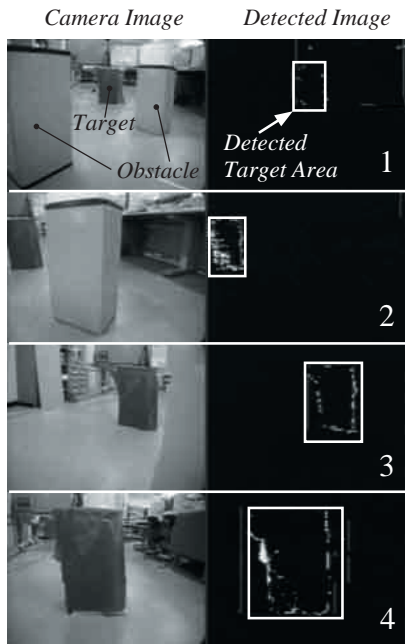 Camera Image
Detected Image
Target
Obstacle
Detected
Target Area
1
2
3
4